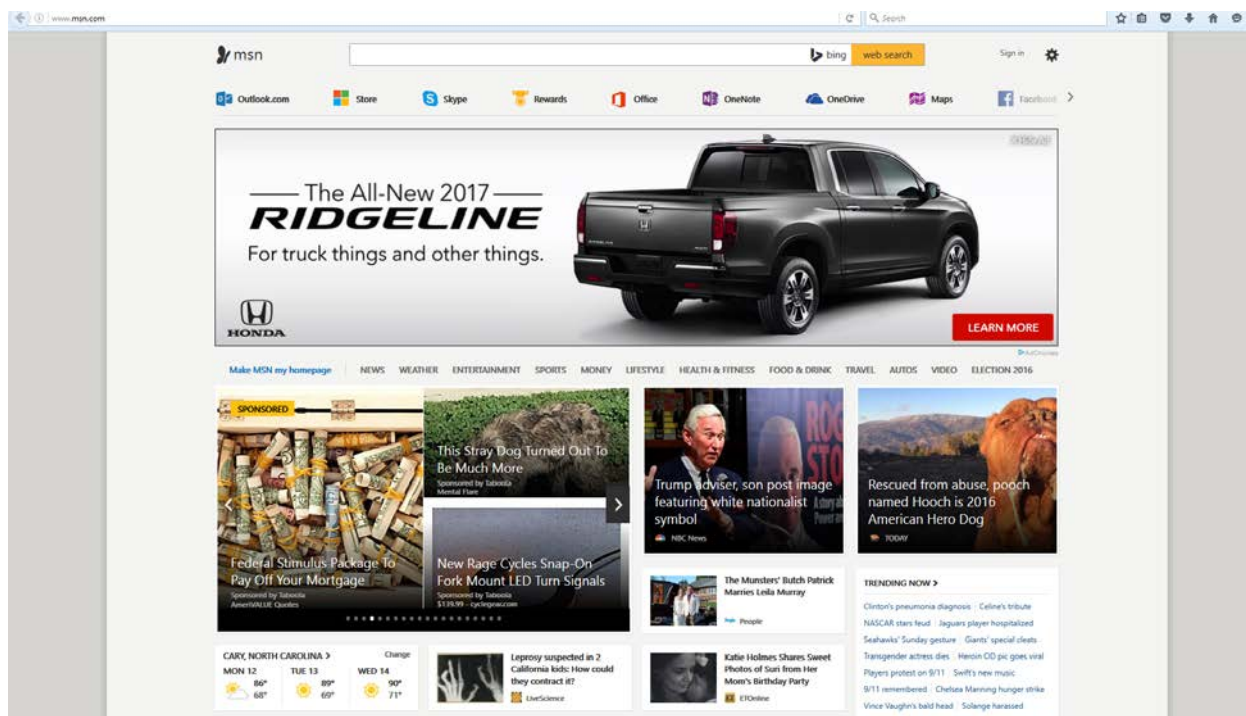 www.msn.com
Search
msn
bing
web search
Sign in
Outlook.com
Store
Skype
Rewards
Office
OneNote
OneDrive
Maps
Facebook
The All-New 2017
RIDGELINE
For truck things and other things.
HONDA
LEARN MORE
AdChoices
Make MSN my homepage
NEWS WEATHER ENTERTAINMENT SPORTS MONEY LIFESTYLE HEALTH & FITNESS FOOD & DRINK TRAVEL AUTOS VIDEO ELECTION 2016
SPONSORED
Federal Stimulus Package To
Pay Off Your Mortgage
Sponsored by Taboola
AmeriVALUE Quotes
This Stray Dog Turned Out To
Be Much More
Sponsored by Taboola
Mental Flare
New Rage Cycles Snap-On
Fork Mount LED Turn Signals
Sponsored by Taboola
$139.99 - cyclegear.com
ROG
STO
Trump adviser, son post image
featuring white nationalist
symbol
NBC News
Rescued from abuse, pooch
named Hooch is 2016
American Hero Dog
TODAY
The Munsters' Butch Patrick
Marries Leila Murray
People
TRENDING NOW >
Clinton's pneumonia diagnosis | Celine's tribute
NASCAR stars feud | Jaguars player hospitalized
Seahawks' Sunday gesture | Giants' special cleats
Transgender actress dies | Heroin OD pic goes viral
Players protest on 9/11 | Swift's new music
9/11 remembered | Chelsea Manning hunger strike
Vince Vaughn's bald head | Solange harassed
CARY, NORTH CAROLINA >
Change
MON 12 TUE 13 WED 14
86° 89° 90°
68° 69° 71°
Leprosy suspected in 2
California kids: How could
they contract it?
LiveScience
Katie Holmes Shares Sweet
Photos of Suri from Her
Mom's Birthday Party
ETOnline